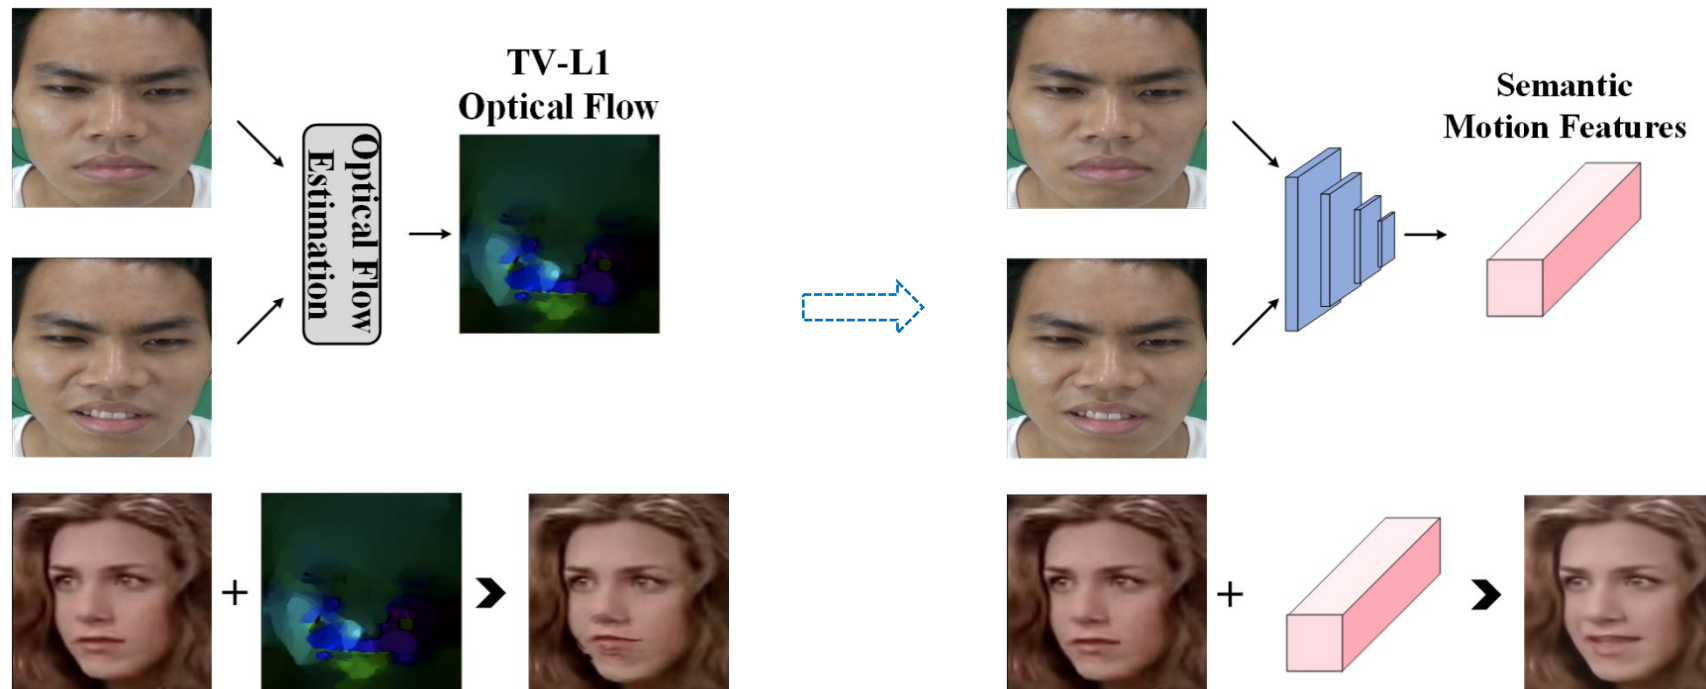 TV-L1
Optical Flow
Optical Flow
Estimation
Semantic
Motion Features